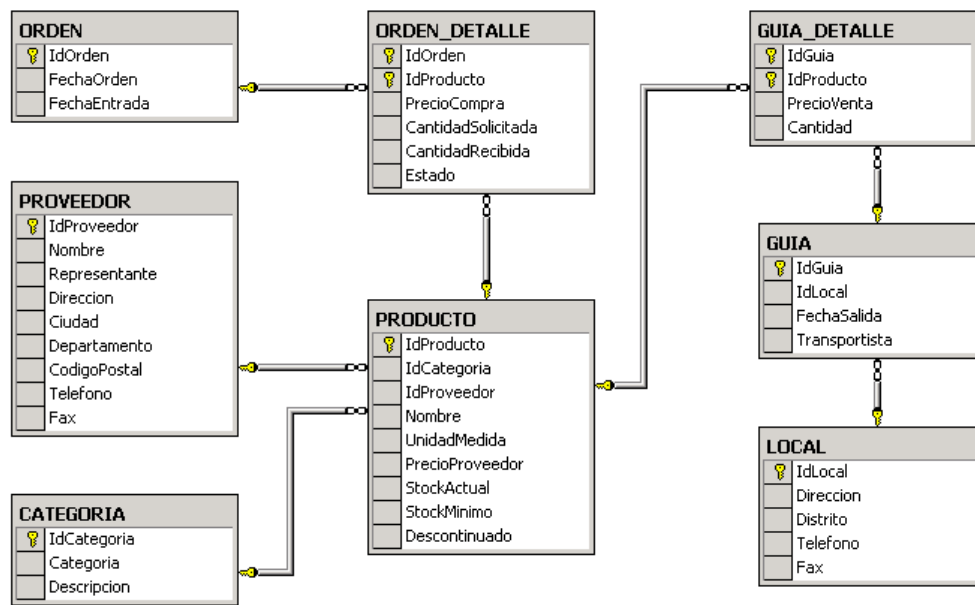 ORDEN
IdOrden
FechaOrden
FechaEntrada
ORDEN_DETALLE
IdOrden
IdProducto
PrecioCompra
CantidadSolicitada
CantidadRecibida
Estado
GUIA_DETALLE
IdGuia
IdProducto
PrecioVenta
Cantidad
PROVEEDOR
IdProveedor
Nombre
Representante
Direccion
Ciudad
Departamento
CodigoPostal
Telefono
Fax
GUIA
IdGuia
IdLocal
FechaSalida
Transportista
PRODUCTO
IdProducto
IdCategoria
IdProveedor
Nombre
UnidadMedida
PrecioProveedor
StockActual
StockMinimo
Descontinuado
LOCAL
IdLocal
Direccion
Distrito
Telefono
Fax
CATEGORIA
IdCategoria
Categoria
Descripcion